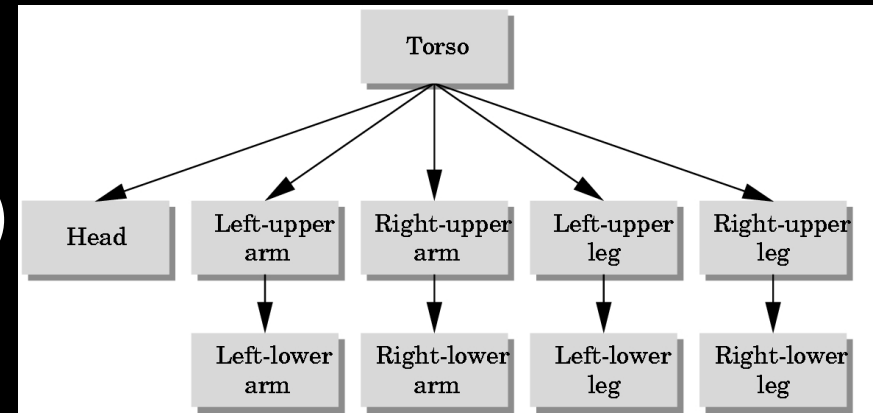 Torso
Head
Left-upper
arm
Right-upper
arm
Left-upper
leg
Right-upper
leg
Left-lower
arm
Right-lower
arm
Left-lower
leg
Right-lower
leg